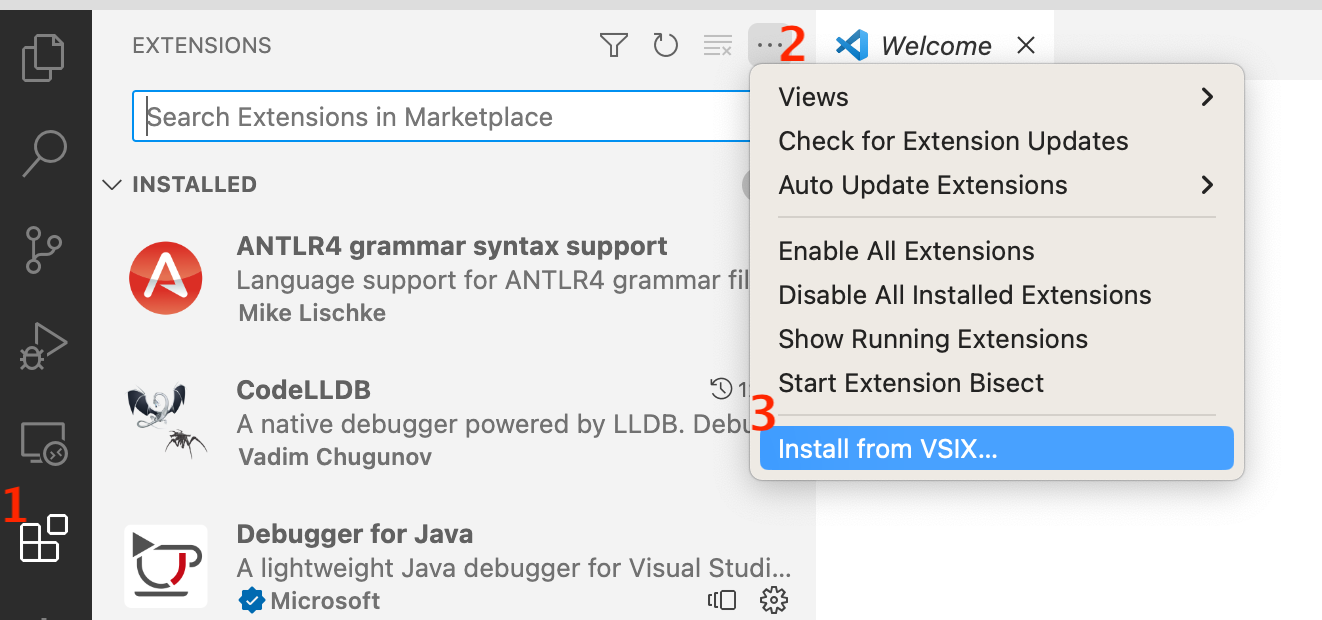 EXTENSIONS
2
Welcome
Search Extensions in Marketplace
INSTALLED
ANTLR4 grammar syntax support
Language support for ANTLR4 grammar
Mike Lischke
CodeLLDB
A native debugger powered by LLDB.
Vadim Chugunov
Debugger for Java
A lightweight Java debugger for Visual Studi...
Microsoft
Views
Check for Extension Updates
Auto Update Extensions
Enable All Extensions
Disable All Installed Extensions
Show Running Extensions
Start Extension Bisect
3
Install from VSIX...
1